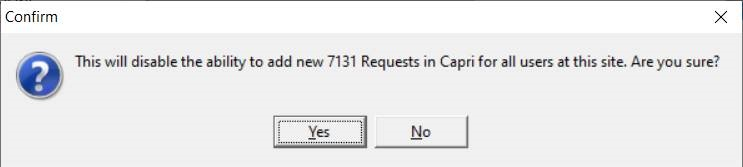 Confirm
This will disable the ability to add new 7131 Requests in Capri for all users at this site. Are you sure?
Yes
No